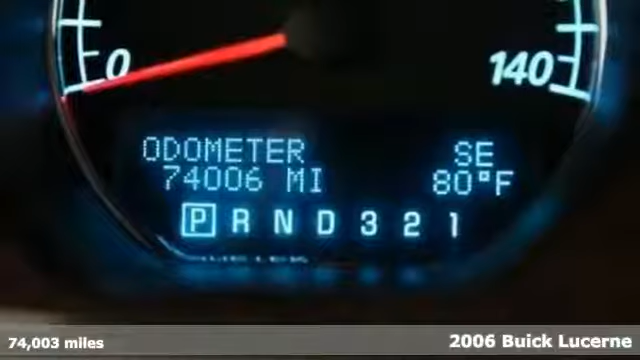 0
140
ODOMETER SE
74006 MI 80°F
P R N D 3 2 1
74,003 miles 2006 Buick Lucerne